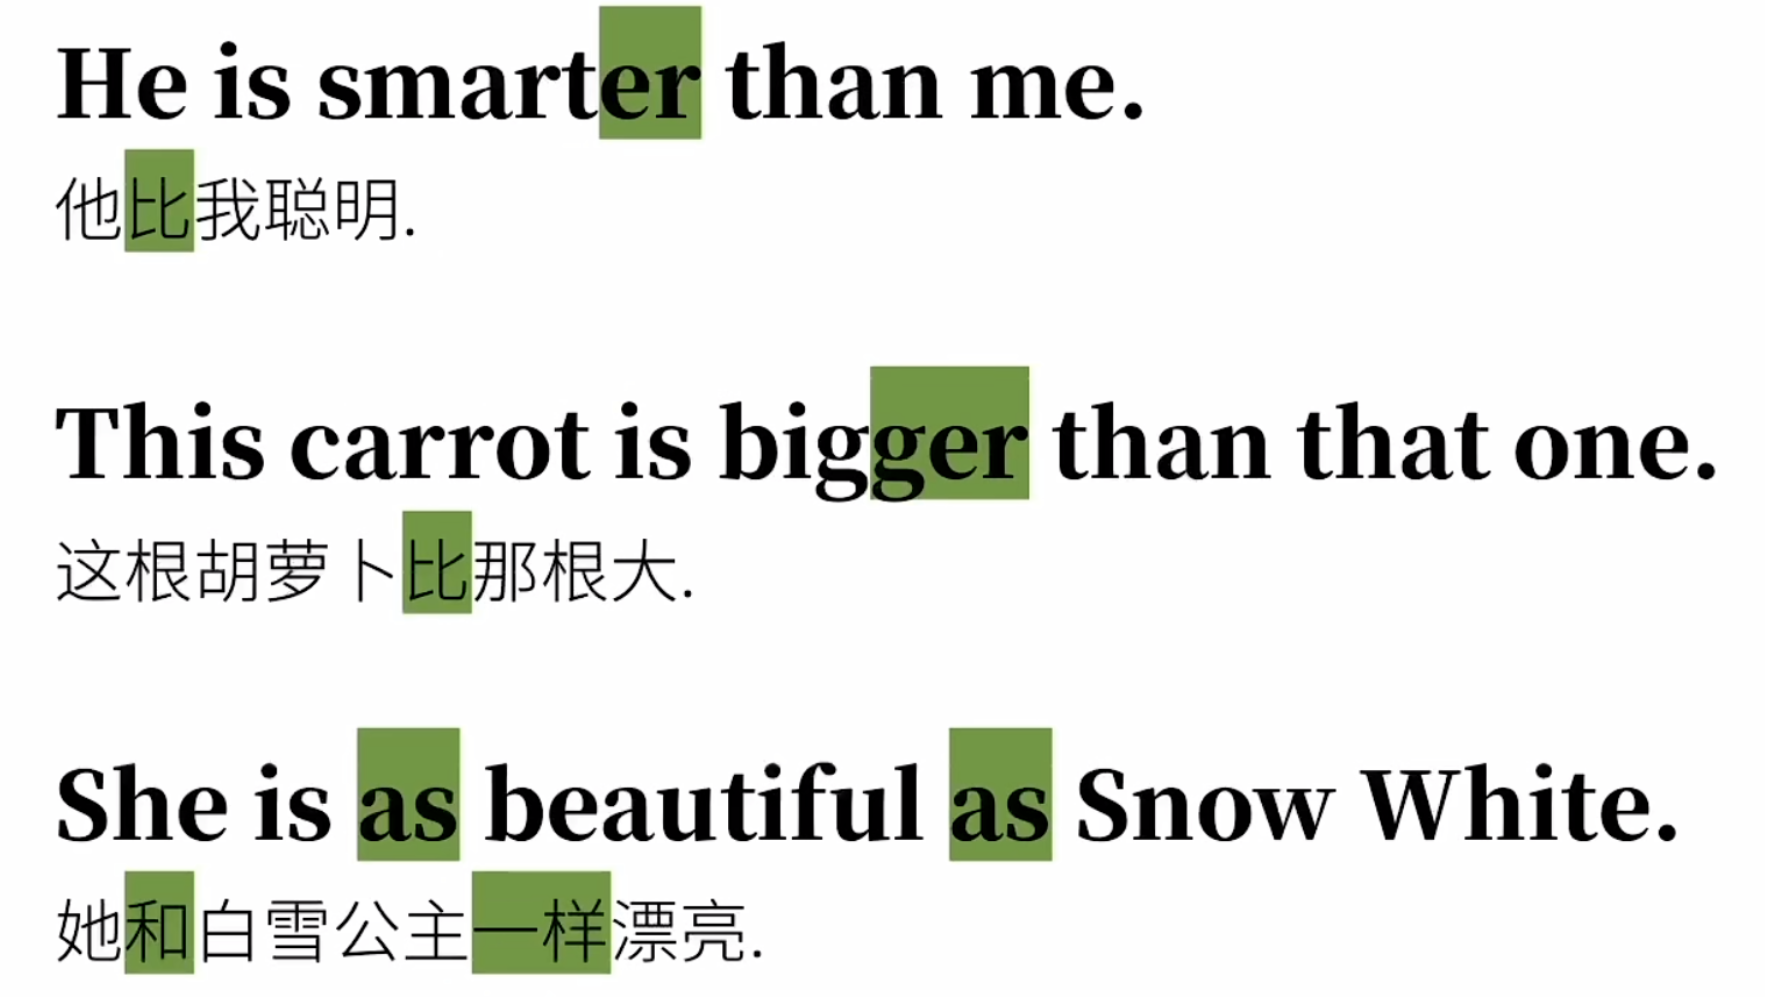 He is smarter than me.
他比我聪明.
This carrot is bigger than that one.
这根胡萝卜比那根大.
She is as beautiful as Snow White.
她和白雪公主一样漂亮.